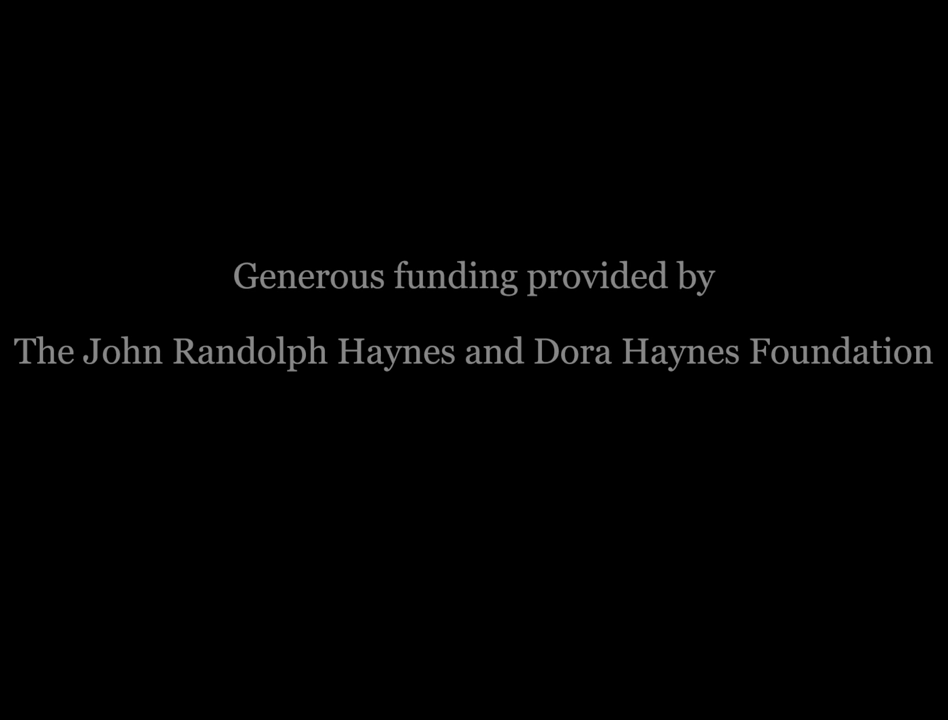 Generous funding provided by
The John Randolph Haynes and Dora Haynes Foundation